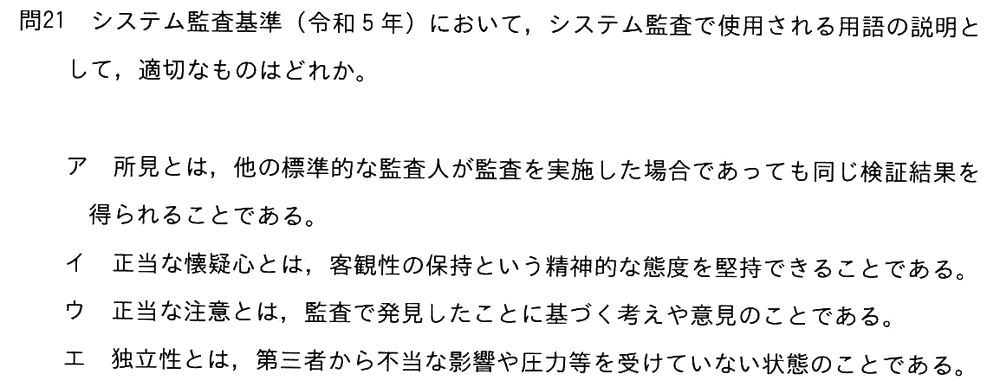 問21 システム監査基準（令和5年）において，システム監査で使用される用語の説明と
して，適切なものはどれか。
ア 所見とは，他の標準的な監査人が監査を実施した場合であっても同じ検証結果を
得られることである。
イ 正当な懐疑心とは，客観性の保持という精神的な態度を堅持できることである。
ウ 正当な注意とは，監査で発見したことに基づく考えや意見のことである。
エ 独立性とは，第三者から不当な影響や圧力等を受けていない状態のことである。